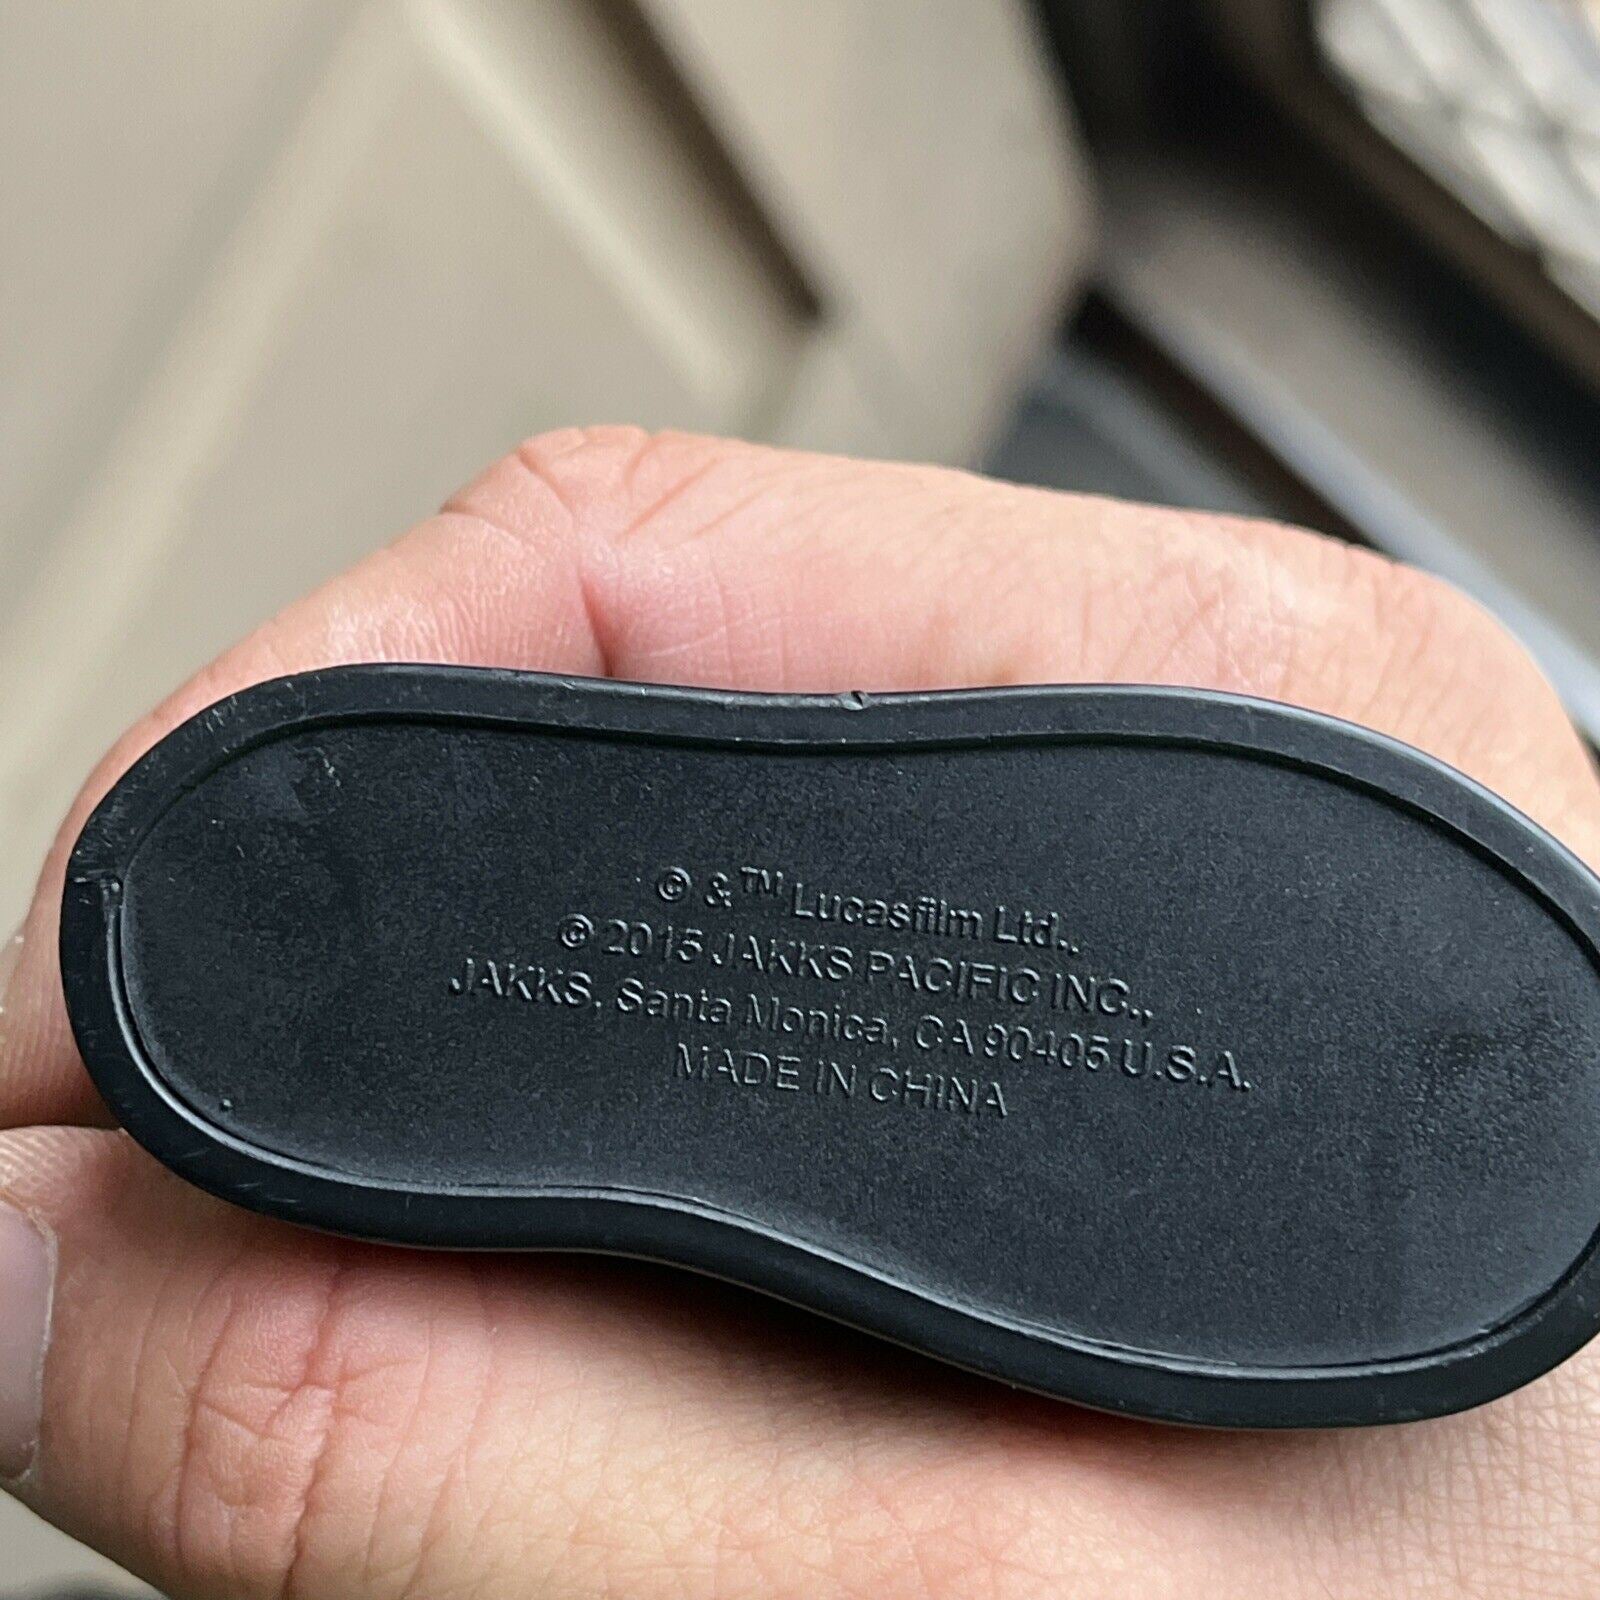 © &™ Lucasfilm Ltd.,
© 2015 JAKKS PACIFIC INC.,
JAKKS, Santa Monica, CA 90405 U.S.A.
MADE IN CHINA